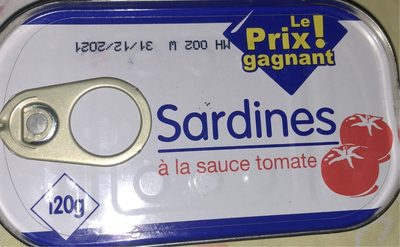 Le
Prix!
gagnant
MH 002 W 31/12/2021
Sardines
à la sauce tomate
120g